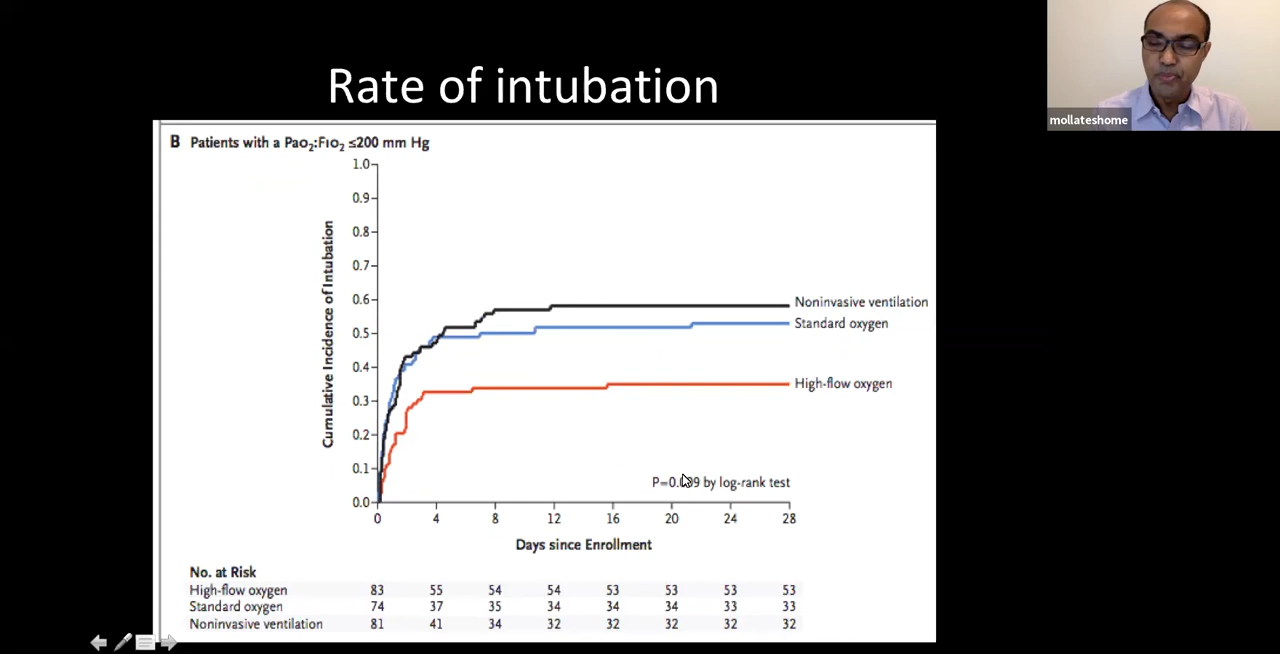 Rate of intubation
mollateshome
B Patients with a PaO₂:FIO₂ ≤200 mm Hg
Cumulative Incidence of Intubation
1.0
0.9
0.8
0.7
0.6
0.5
0.4
0.3
0.2
0.1
0.0
Noninvasive ventilation
Standard oxygen
High-flow oxygen
by log-rank test
0 4 8 12 16 20 24 28
Days since Enrollment
No. at Risk
High-flow oxygen 83 55 54 54 53 53 53 53
Standard oxygen 74 37 35 34 34 34 33 33
Noninvasive ventilation 81 41 34 32 32 32 32 32